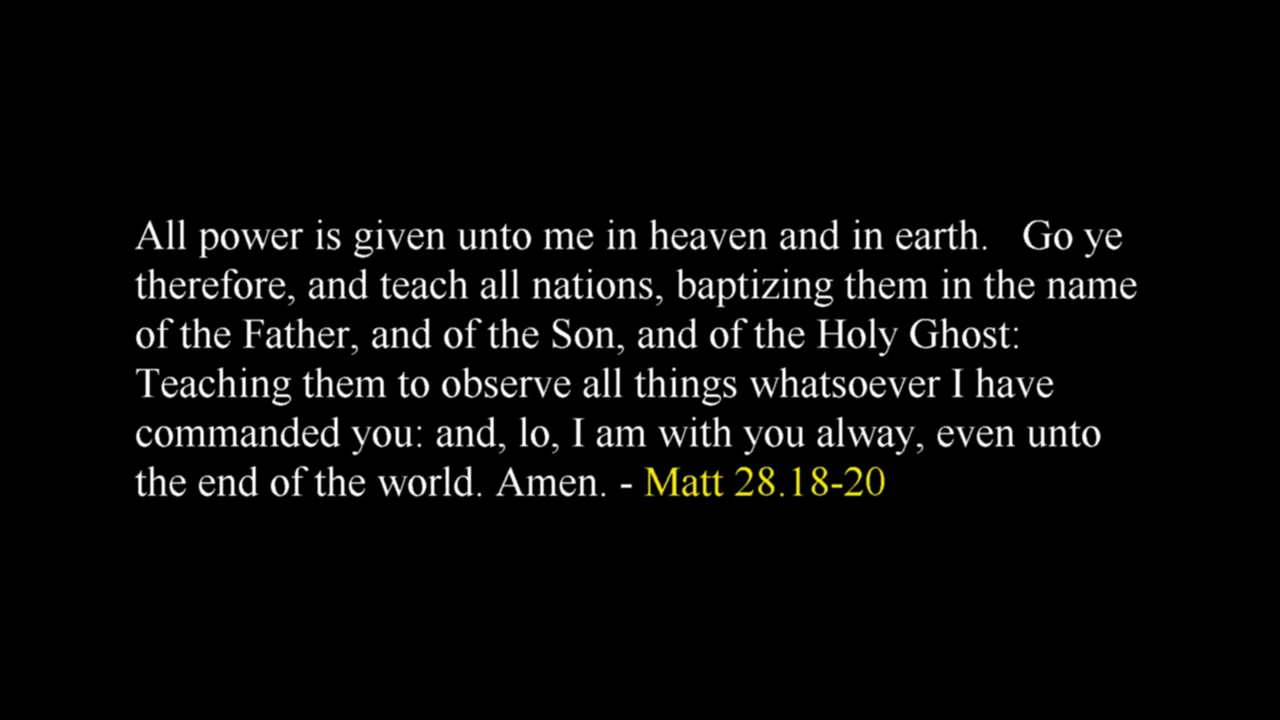 All power is given unto me in heaven and in earth.   Go ye
therefore, and teach all nations, baptizing them in the name
of the Father, and of the Son, and of the Holy Ghost:
Teaching them to observe all things whatsoever I have
commanded you: and, lo, I am with you alway, even unto
the end of the world. Amen. - Matt 28.18-20